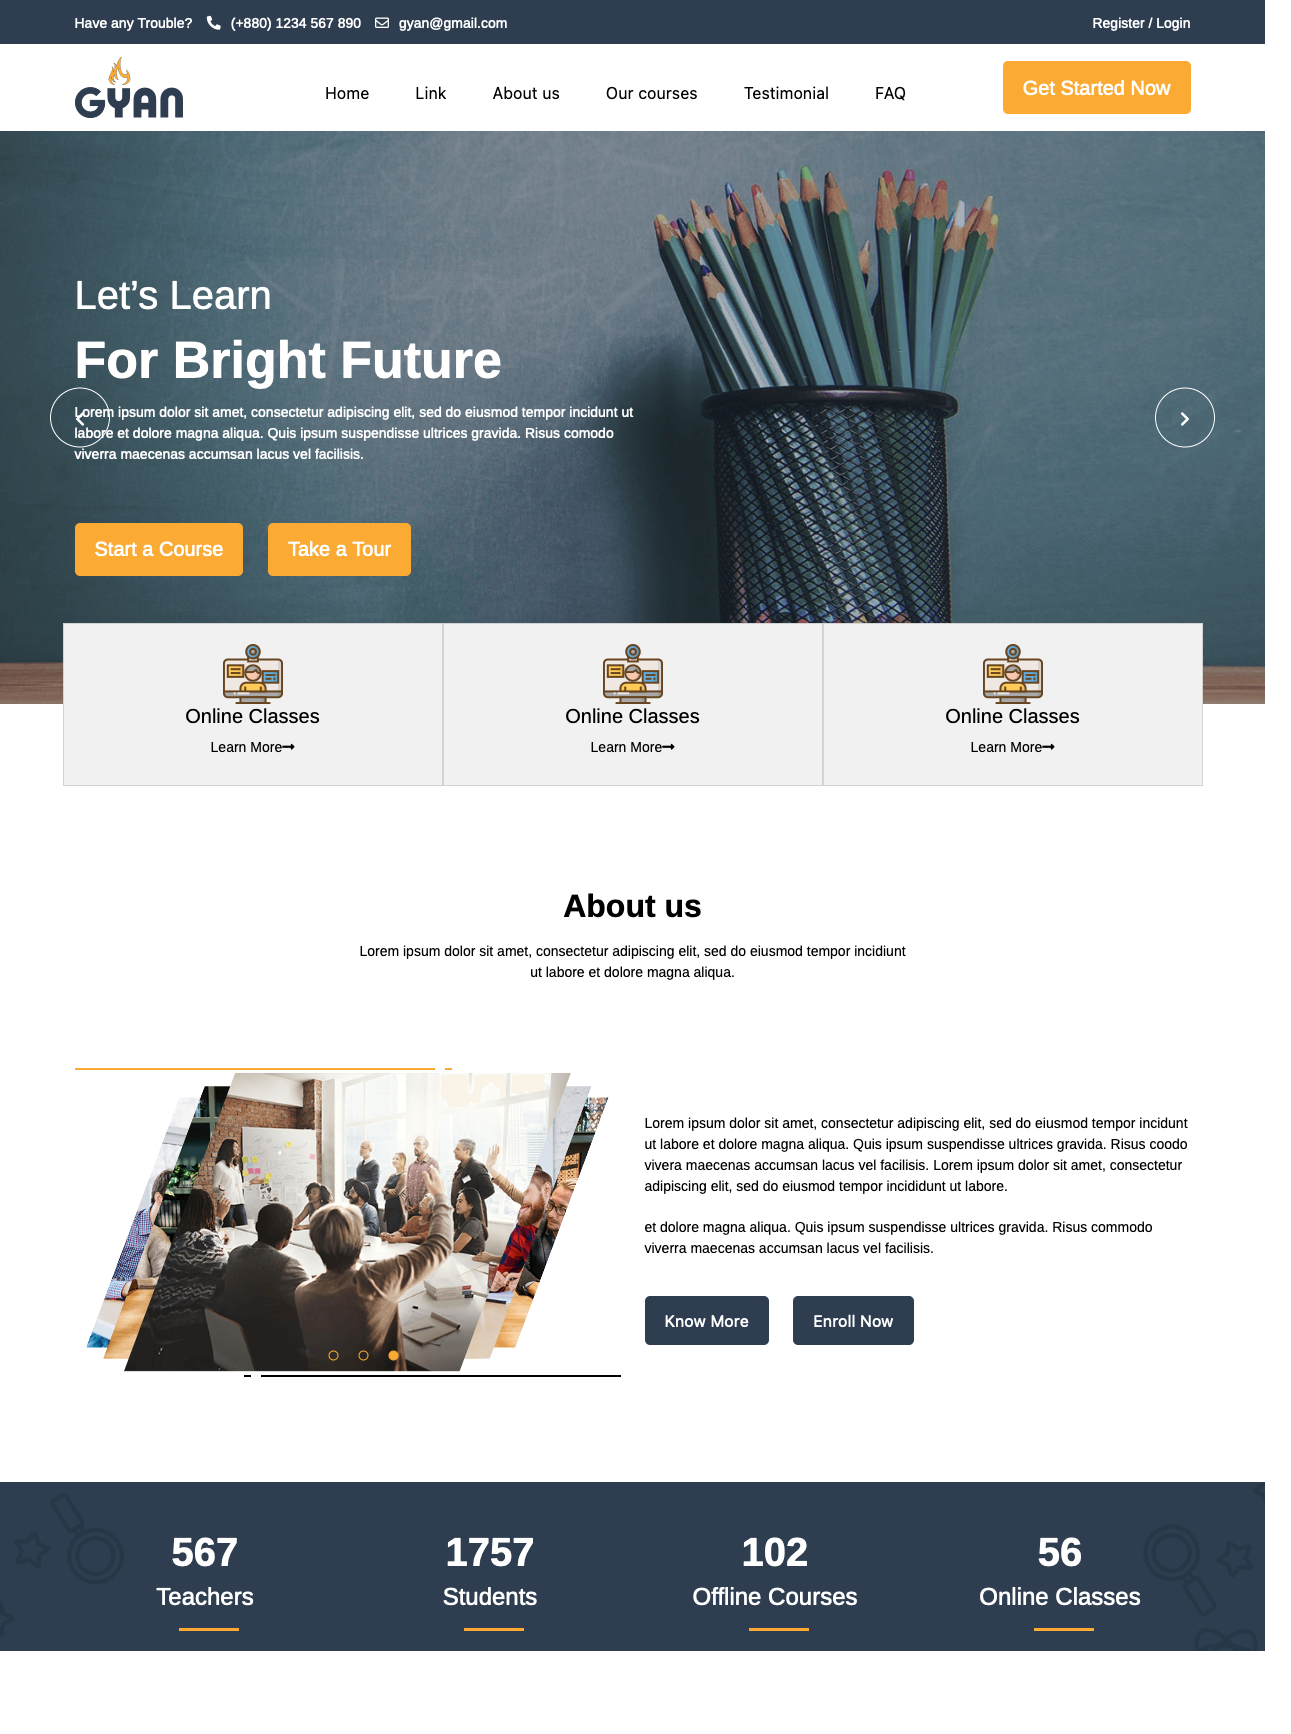 Have any Trouble? (+880) 1234 567 890 gyan@gmail.com Register / Login
GYAN Home Link About us Our courses Testimonial FAQ Get Started Now
Let’s Learn
For Bright Future
Lorem ipsum dolor sit amet, consectetur adipiscing elit, sed do eiusmod tempor incidunt ut
labore et dolore magna aliqua. Quis ipsum suspendisse ultrices gravida. Risus comodo
viverra maecenas accumsan lacus vel facilisis.
Start a Course Take a Tour
Online Classes Online Classes Online Classes
Learn More Learn More Learn More
About us
Lorem ipsum dolor sit amet, consectetur adipiscing elit, sed do eiusmod tempor incidiunt
ut labore et dolore magna aliqua.
Lorem ipsum dolor sit amet, consectetur adipiscing elit, sed do eiusmod tempor incidunt
ut labore et dolore magna aliqua. Quis ipsum suspendisse ultrices gravida. Risus coodo
vivera maecenas accumsan lacus vel facilisis. Lorem ipsum dolor sit amet, consectetur
adipiscing elit, sed do eiusmod tempor incididunt ut labore.
et dolore magna aliqua. Quis ipsum suspendisse ultrices gravida. Risus commodo
viverra maecenas accumsan lacus vel facilisis.
Know More Enroll Now
567 1757 102 56
Teachers Students Offline Courses Online Classes